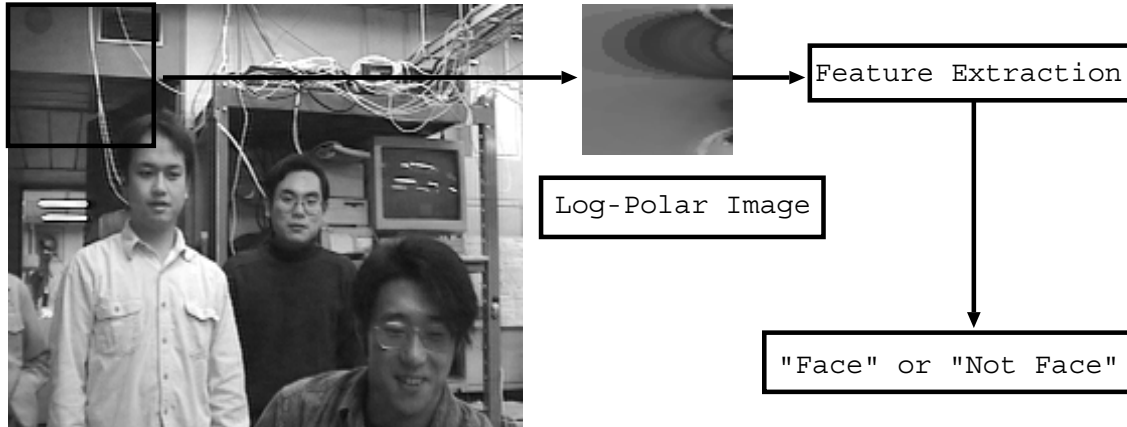 Feature Extraction
Log-Polar Image
"Face" or "Not Face"